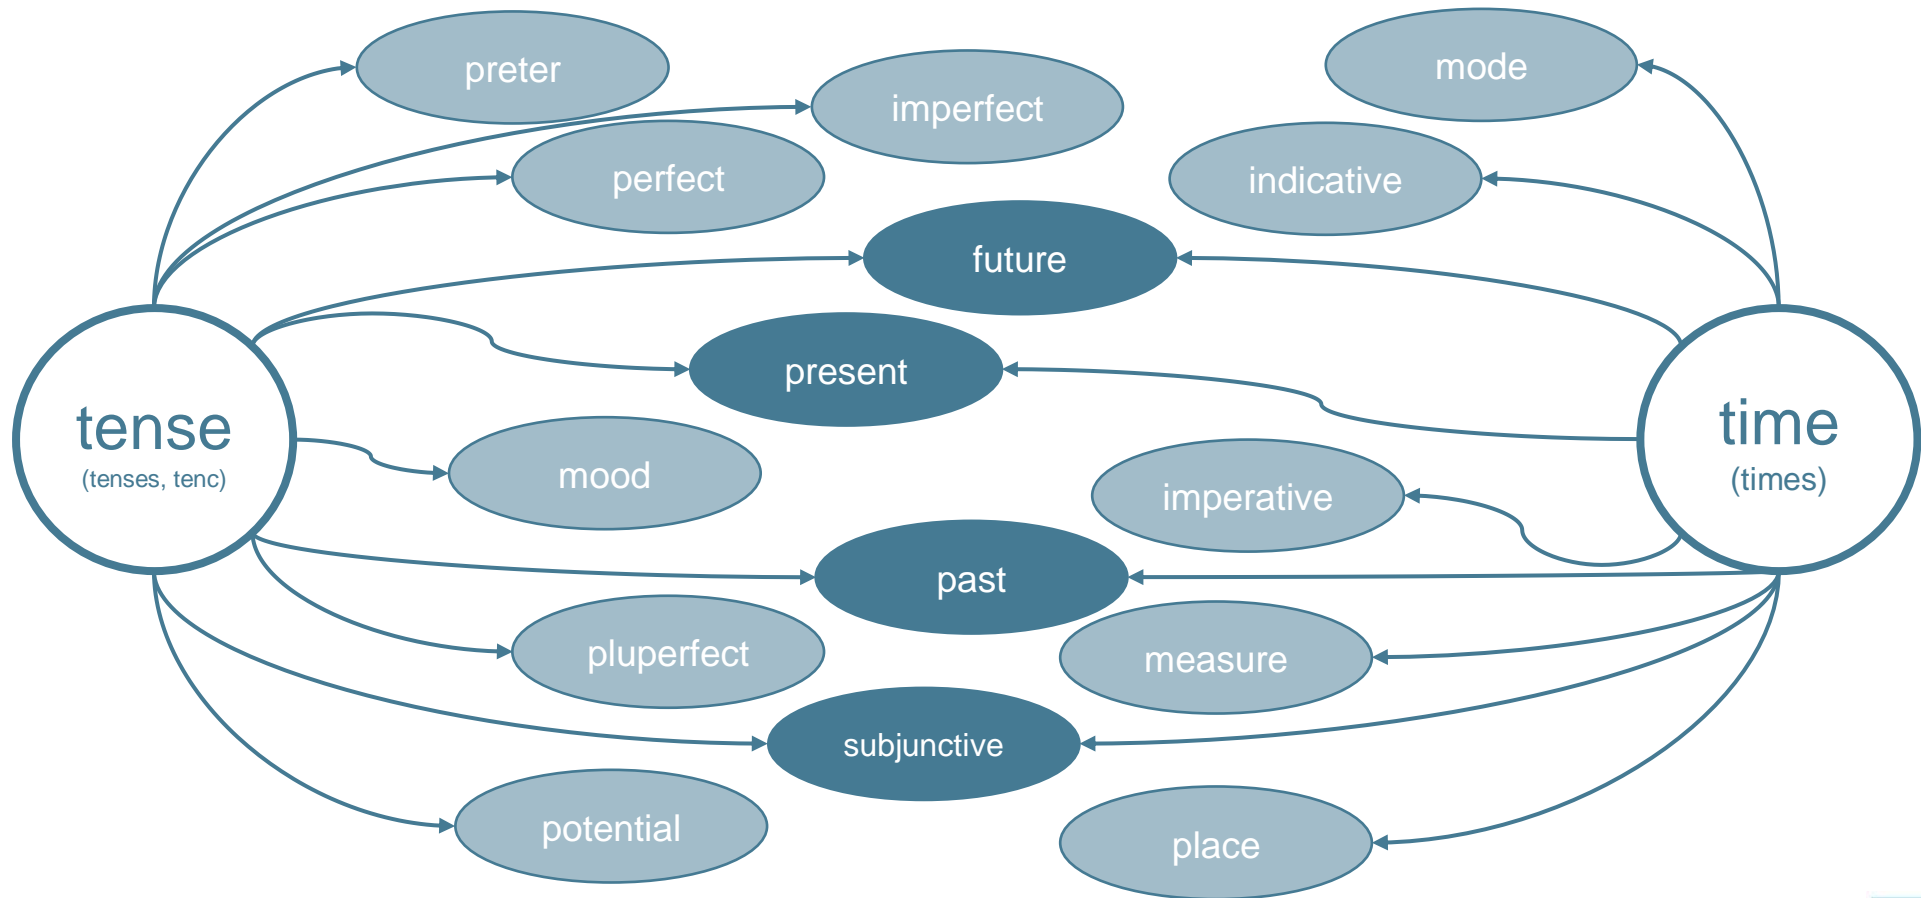 preter
mode
imperfect
perfect
indicative
future
present
tense
(tenses, tenc)
time
(times)
mood
imperative
past
pluperfect
measure
subjunctive
potential
place